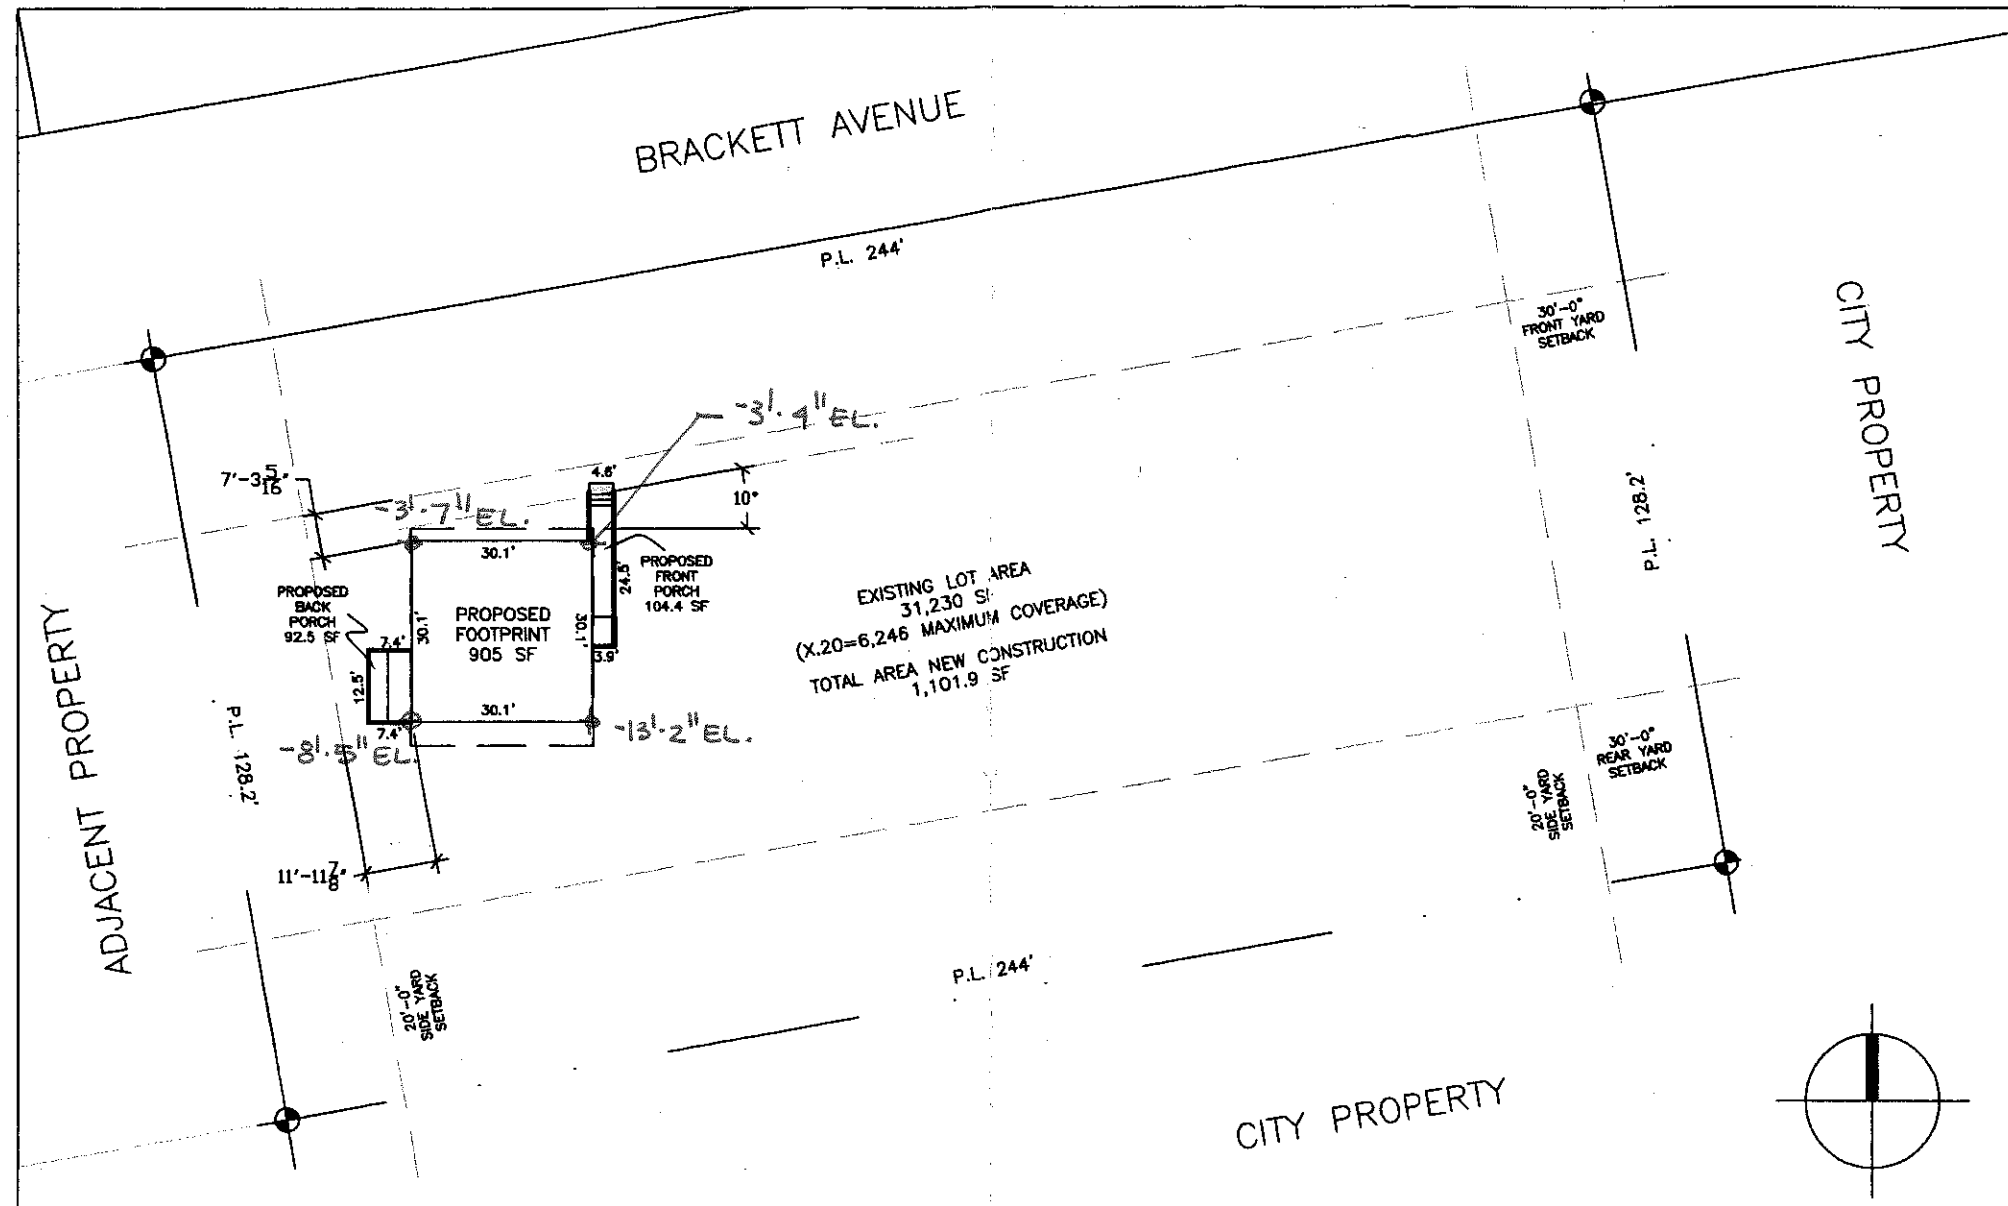 BRACKETT AVENUE
P.L. 244'
30'-0"
FRONT YARD
SETBACK
CITY PROPERTY
-3'.4" EL.
7'-3 5/16"
-3'.7" EL.
4.6'
10°
30.1'
PROPOSED
FRONT
PORCH
104.4 SF
24.5'
PROPOSED
BACK
PORCH
92.5 SF
7.4'
30.1'
PROPOSED
FOOTPRINT
905 SF
30.1'
3.9'
12.5'
30.1'
7.4'
-8'.5" EL.
-13'.2" EL.
EXISTING LOT AREA
31,230 SF
(X.20=6,246 MAXIMUM COVERAGE)
TOTAL AREA NEW CONSTRUCTION
1,101.9 SF
P.L. 128.2'
ADJACENT PROPERTY
P.L. 128.2'
30'-0"
REAR YARD
SETBACK
20'-0"
SIDE YARD
SETBACK
11'-11 7/8"
20'-0"
SIDE YARD
SETBACK
P.L. 244'
CITY PROPERTY